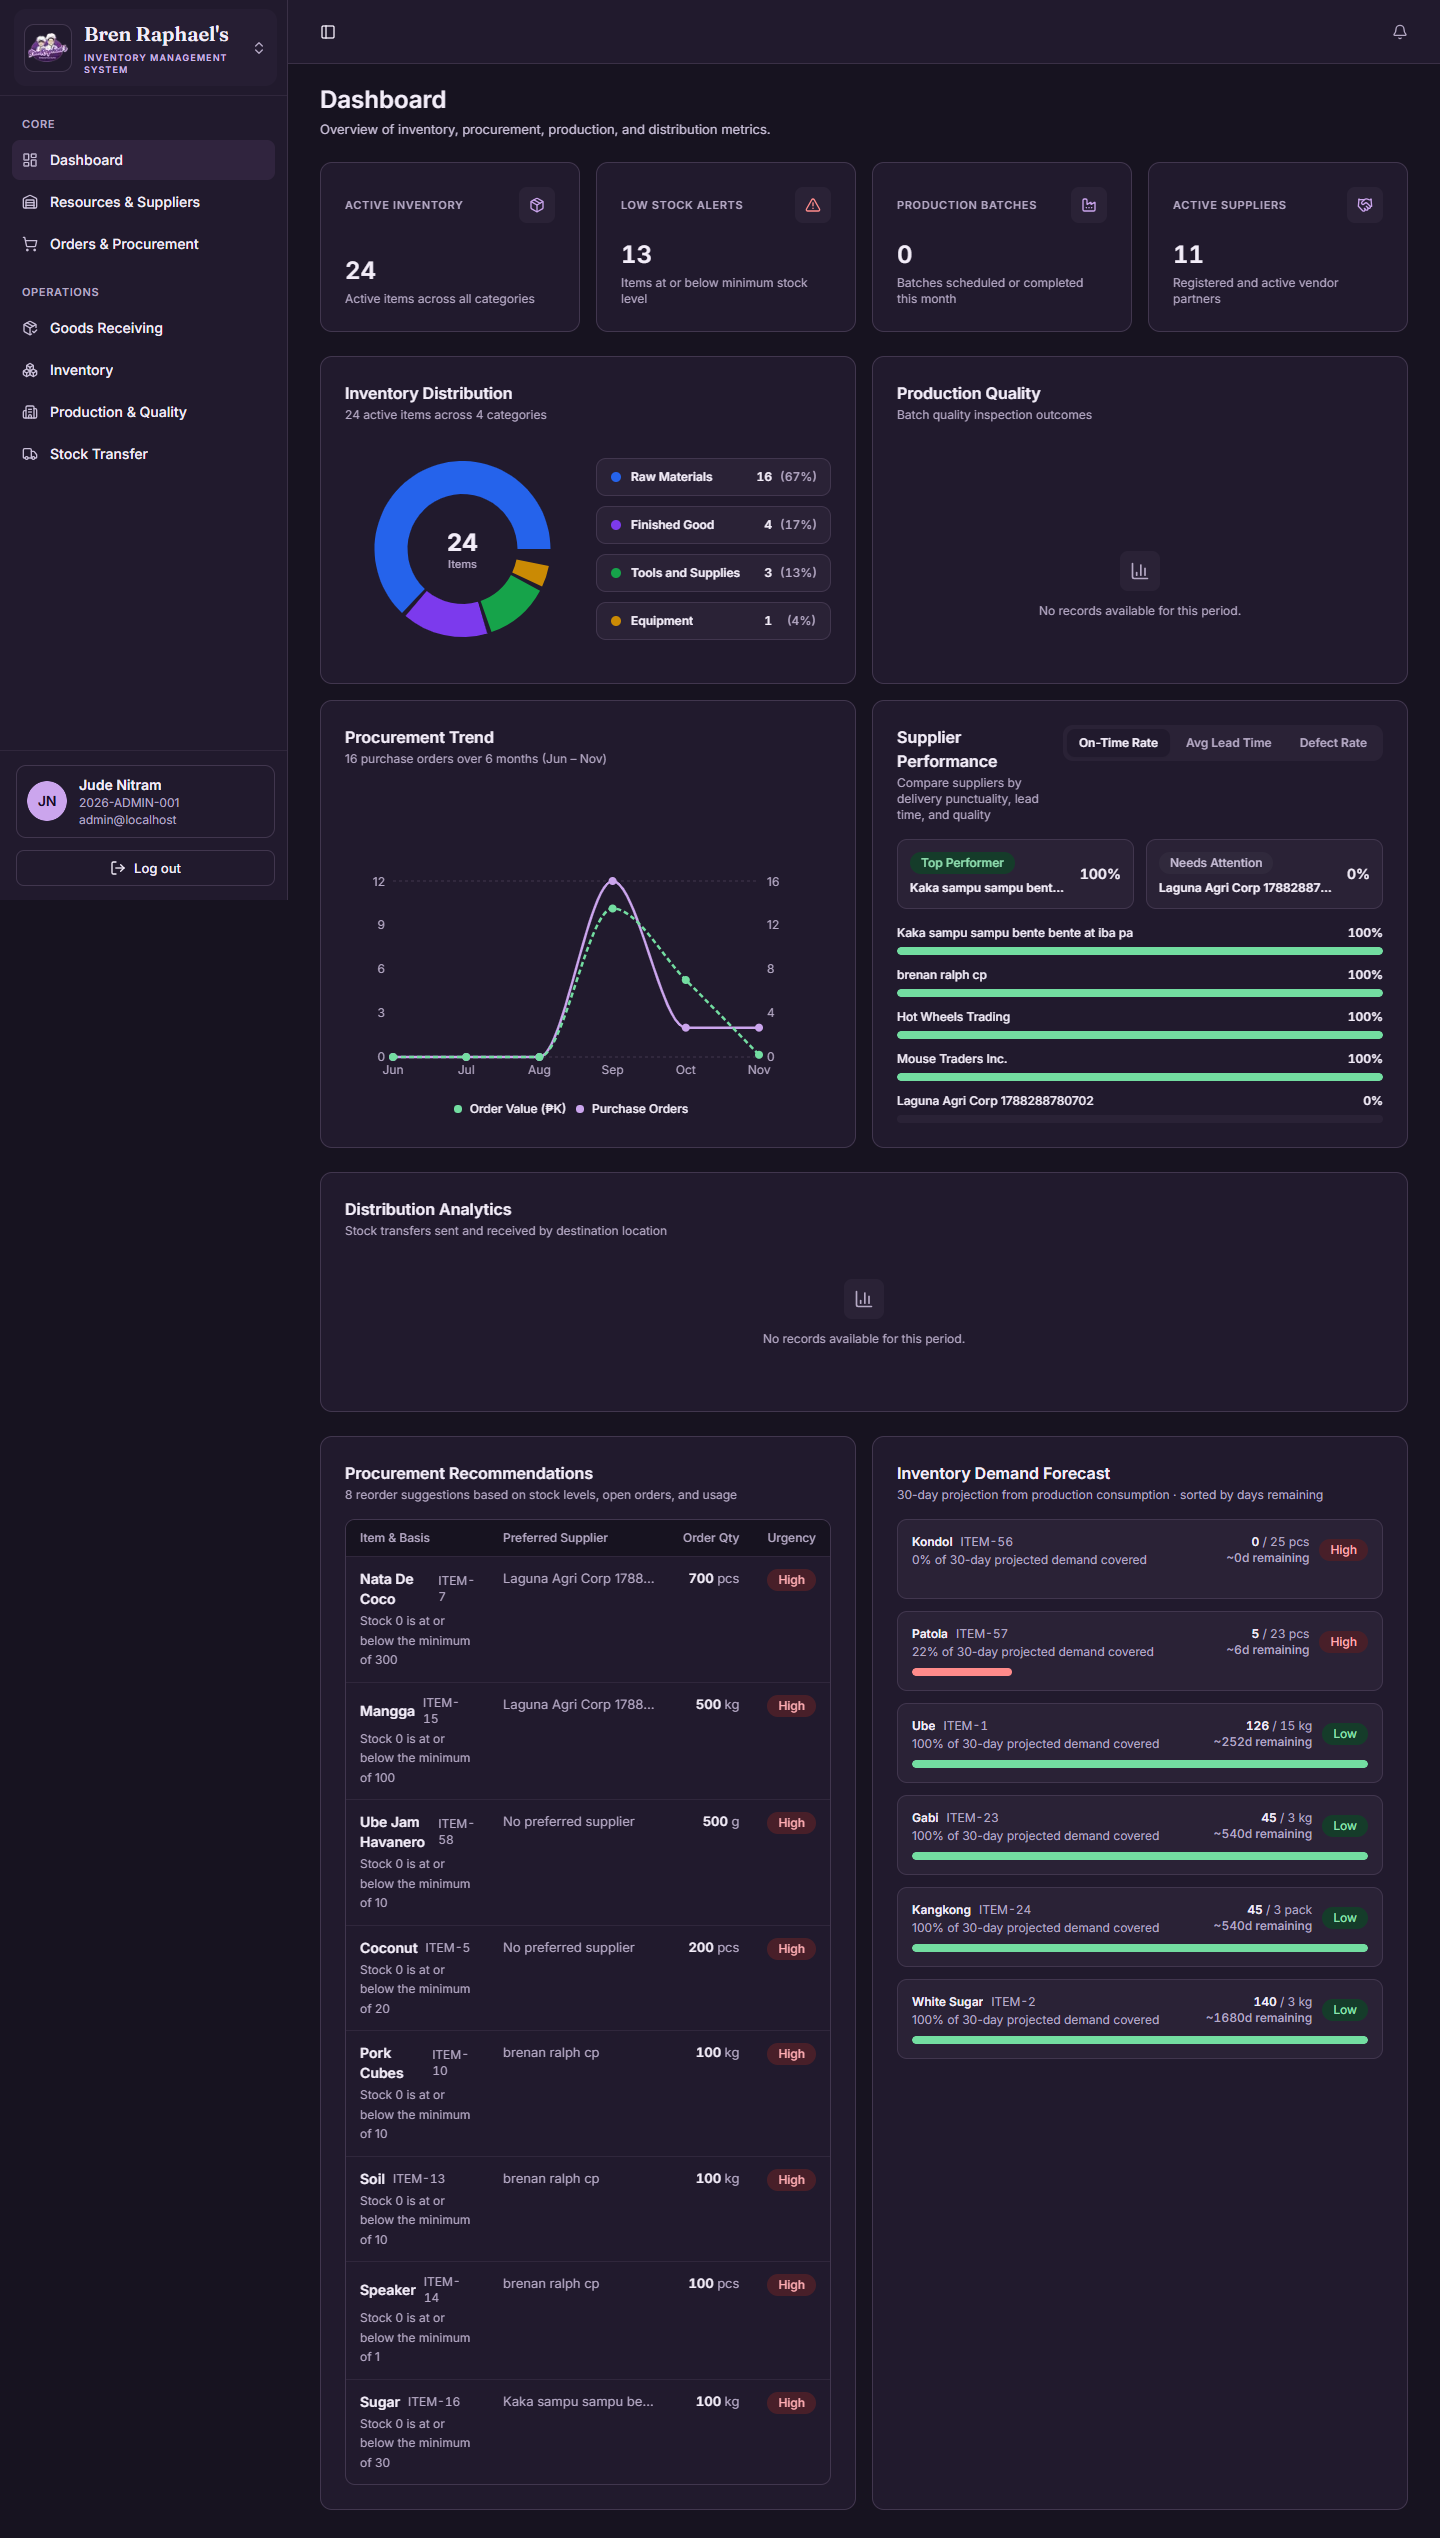 Bren Raphael's
INVENTORY MANAGEMENT
SYSTEM
CORE
Dashboard
Resources & Suppliers
Orders & Procurement
OPERATIONS
Goods Receiving
Inventory
Production & Quality
Stock Transfer
JN
Jude Nitram
2026-ADMIN-001
admin@localhost
Log out
Dashboard
Overview of inventory, procurement, production, and distribution metrics.
ACTIVE INVENTORY
24
Active items across all categories
LOW STOCK ALERTS
13
Items at or below minimum stock
level
PRODUCTION BATCHES
0
Batches scheduled or completed
this month
ACTIVE SUPPLIERS
11
Registered and active vendor
partners
Inventory Distribution
24 active items across 4 categories
24
Items
Raw Materials 16 (67%)
Finished Good 4 (17%)
Tools and Supplies 3 (13%)
Equipment 1 (4%)
Production Quality
Batch quality inspection outcomes
No records available for this period.
Procurement Trend
16 purchase orders over 6 months (Jun – Nov)
12 16
9 12
6 8
3 4
0 0
Jun Jul Aug Sep Oct Nov
Order Value (₱K) Purchase Orders
Supplier
Performance
Compare suppliers by
delivery punctuality, lead
time, and quality
On-Time Rate Avg Lead Time Defect Rate
Top Performer
Kaka sampu sampu bent... 100%
Needs Attention
Laguna Agri Corp 17882887... 0%
Kaka sampu sampu bente bente at iba pa 100%
brenan ralph cp 100%
Hot Wheels Trading 100%
Mouse Traders Inc. 100%
Laguna Agri Corp 1788288780702 0%
Distribution Analytics
Stock transfers sent and received by destination location
No records available for this period.
Procurement Recommendations
8 reorder suggestions based on stock levels, open orders, and usage
Item & Basis Preferred Supplier Order Qty Urgency
Nata De
Coco
ITEM-
7
Stock 0 is at or
below the minimum
of 300
Laguna Agri Corp 1788... 700 pcs High
Mangga
ITEM-
15
Stock 0 is at or
below the minimum
of 100
Laguna Agri Corp 1788... 500 kg High
Ube Jam
Havanero
ITEM-
58
Stock 0 is at or
below the minimum
of 10
No preferred supplier 500 g High
Coconut ITEM-5
Stock 0 is at or
below the minimum
of 20
No preferred supplier 200 pcs High
Pork
Cubes
ITEM-
10
Stock 0 is at or
below the minimum
of 10
brenan ralph cp 100 kg High
Soil ITEM-13
Stock 0 is at or
below the minimum
of 10
brenan ralph cp 100 kg High
Speaker
ITEM-
14
Stock 0 is at or
below the minimum
of 1
brenan ralph cp 100 pcs High
Sugar ITEM-16
Stock 0 is at or
below the minimum
of 30
Kaka sampu sampu be... 100 kg High
Inventory Demand Forecast
30-day projection from production consumption · sorted by days remaining
Kondol ITEM-56
0% of 30-day projected demand covered
0 / 25 pcs
~0d remaining
High
Patola ITEM-57
22% of 30-day projected demand covered
5 / 23 pcs
~6d remaining
High
Ube ITEM-1
100% of 30-day projected demand covered
126 / 15 kg
~252d remaining
Low
Gabi ITEM-23
100% of 30-day projected demand covered
45 / 3 kg
~540d remaining
Low
Kangkong ITEM-24
100% of 30-day projected demand covered
45 / 3 pack
~540d remaining
Low
White Sugar ITEM-2
100% of 30-day projected demand covered
140 / 3 kg
~1680d remaining
Low